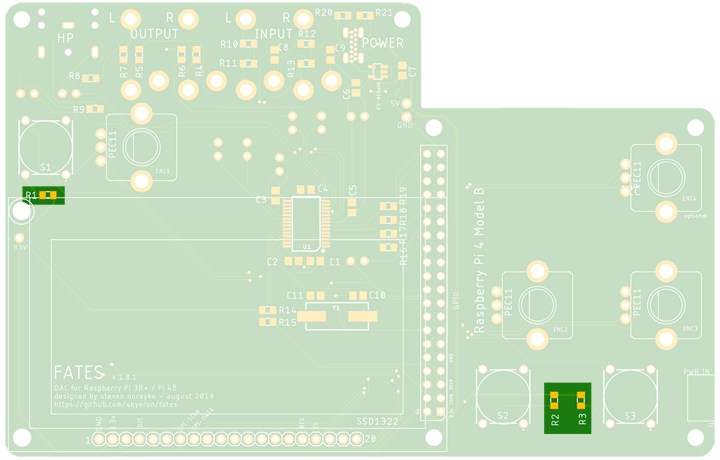 L R L R R20 R21
HP OUTPUT INPUT R12 POWER
R10 C8 C9
R7 R5 R6 R4 R11 R13 C7
R8 C6
5V
R9 GND
PEC11 ENC1
S1 PEC11 ENC4
R1 C3 C4 C5 R19 optional
R18
R17
U1 R16
3.3V C2 C1
Raspberry Pi 4 Model B
C11 C10 GPIO
Y1 PEC11 PEC11
R14
R15 ENC2 ENC3
FATES v 1.8.1
DAC for Raspberry Pi 3B+ / Pi 4B
designed by steven noreyko - august 2019
https://github.com/okyeron/fates
PWR IN
R2 R3
S2 S3
SSD1322
1 20